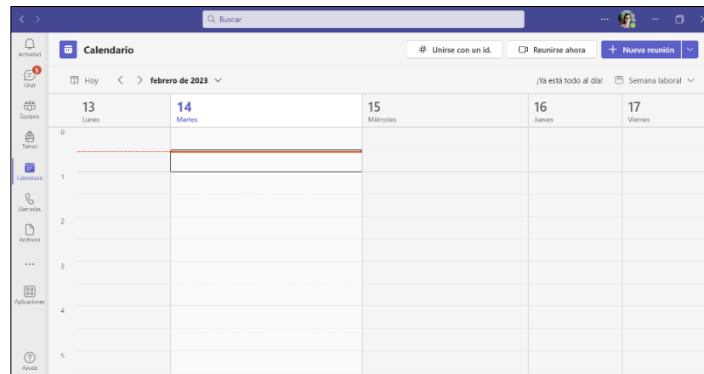 Buscar
Actividad
Chat
5
Equipos
Tareas
Calendario
Llamadas
Archivos
Aplicaciones
Ayuda
Calendario
# Unirse con un id.
Reunirse ahora
+ Nueva reunión
Hoy
febrero de 2023
¡Ya está todo al día!
Semana laboral
13
Lunes
14
Martes
15
Miércoles
16
Jueves
17
Viernes
0
1
2
3
4
5